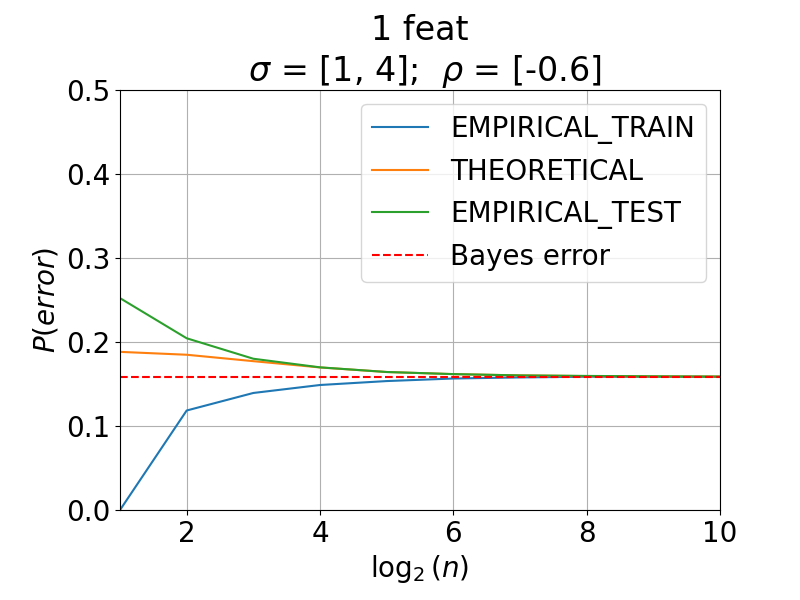 1 feat
σ = [1, 4];  ρ = [-0.6]
0.5
0.4
0.3
0.2
0.1
0.0
P(error)
EMPIRICAL_TRAIN
THEORETICAL
EMPIRICAL_TEST
Bayes error
2 4 6 8 10
log₂(n)